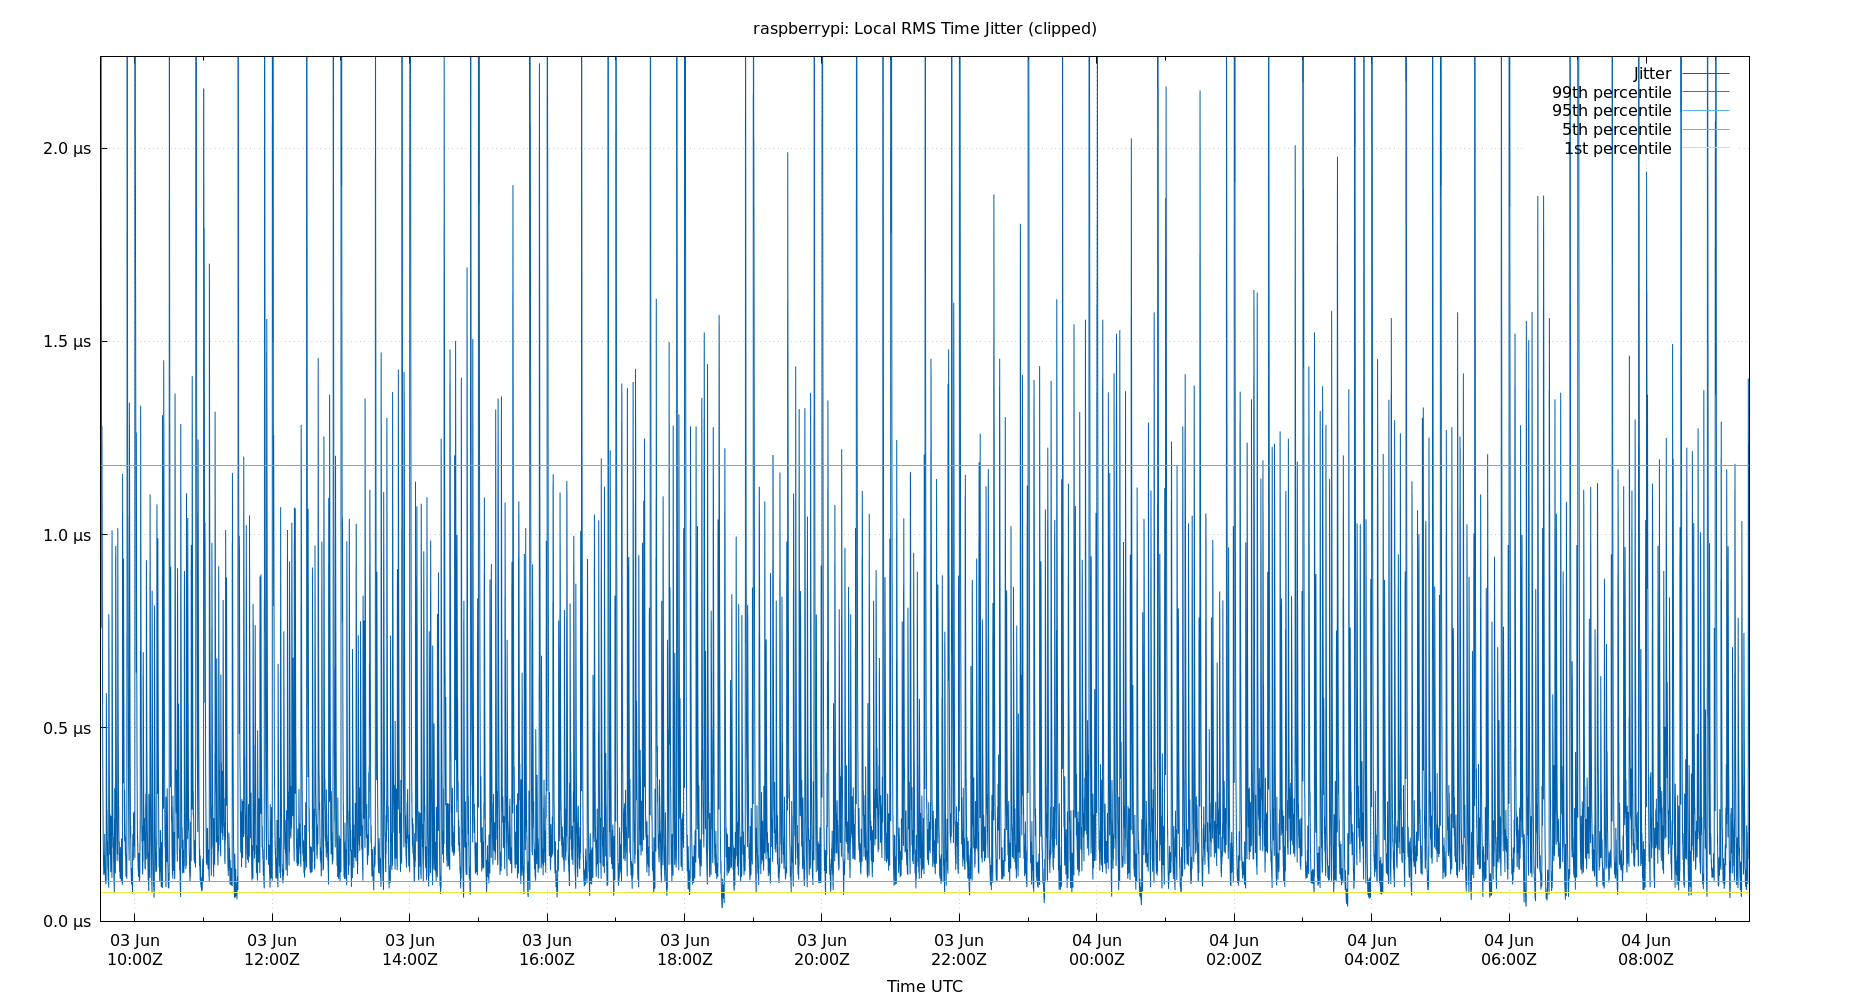 raspberrypi: Local RMS Time Jitter (clipped)
Jitter
99th percentile
95th percentile
5th percentile
1st percentile
2.0 µs
1.5 µs
1.0 µs
0.5 µs
0.0 µs
03 Jun 03 Jun 03 Jun 03 Jun 03 Jun 03 Jun 03 Jun 04 Jun 04 Jun 04 Jun 04 Jun 04 Jun
10:00Z 12:00Z 14:00Z 16:00Z 18:00Z 20:00Z 22:00Z 00:00Z 02:00Z 04:00Z 06:00Z 08:00Z
Time UTC